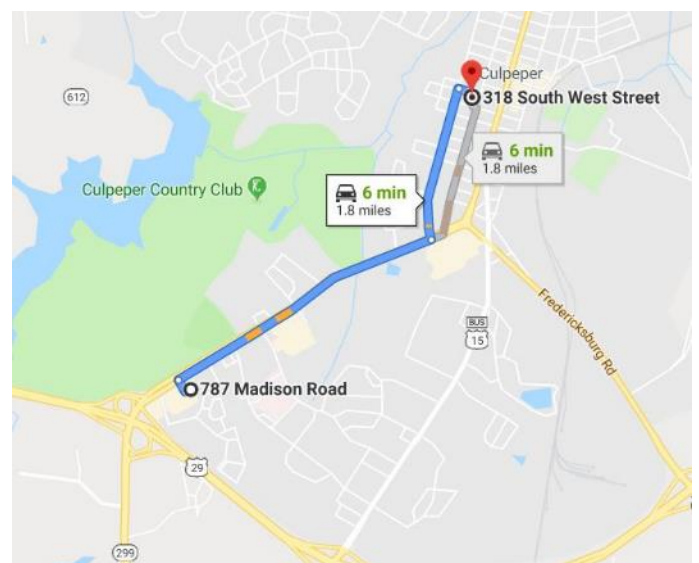 Culpeper
318 South West Street
612
6 min
1.8 miles
Culpeper Country Club
6 min
1.8 miles
Fredericksburg Rd
BUS
15
787 Madison Road
29
299